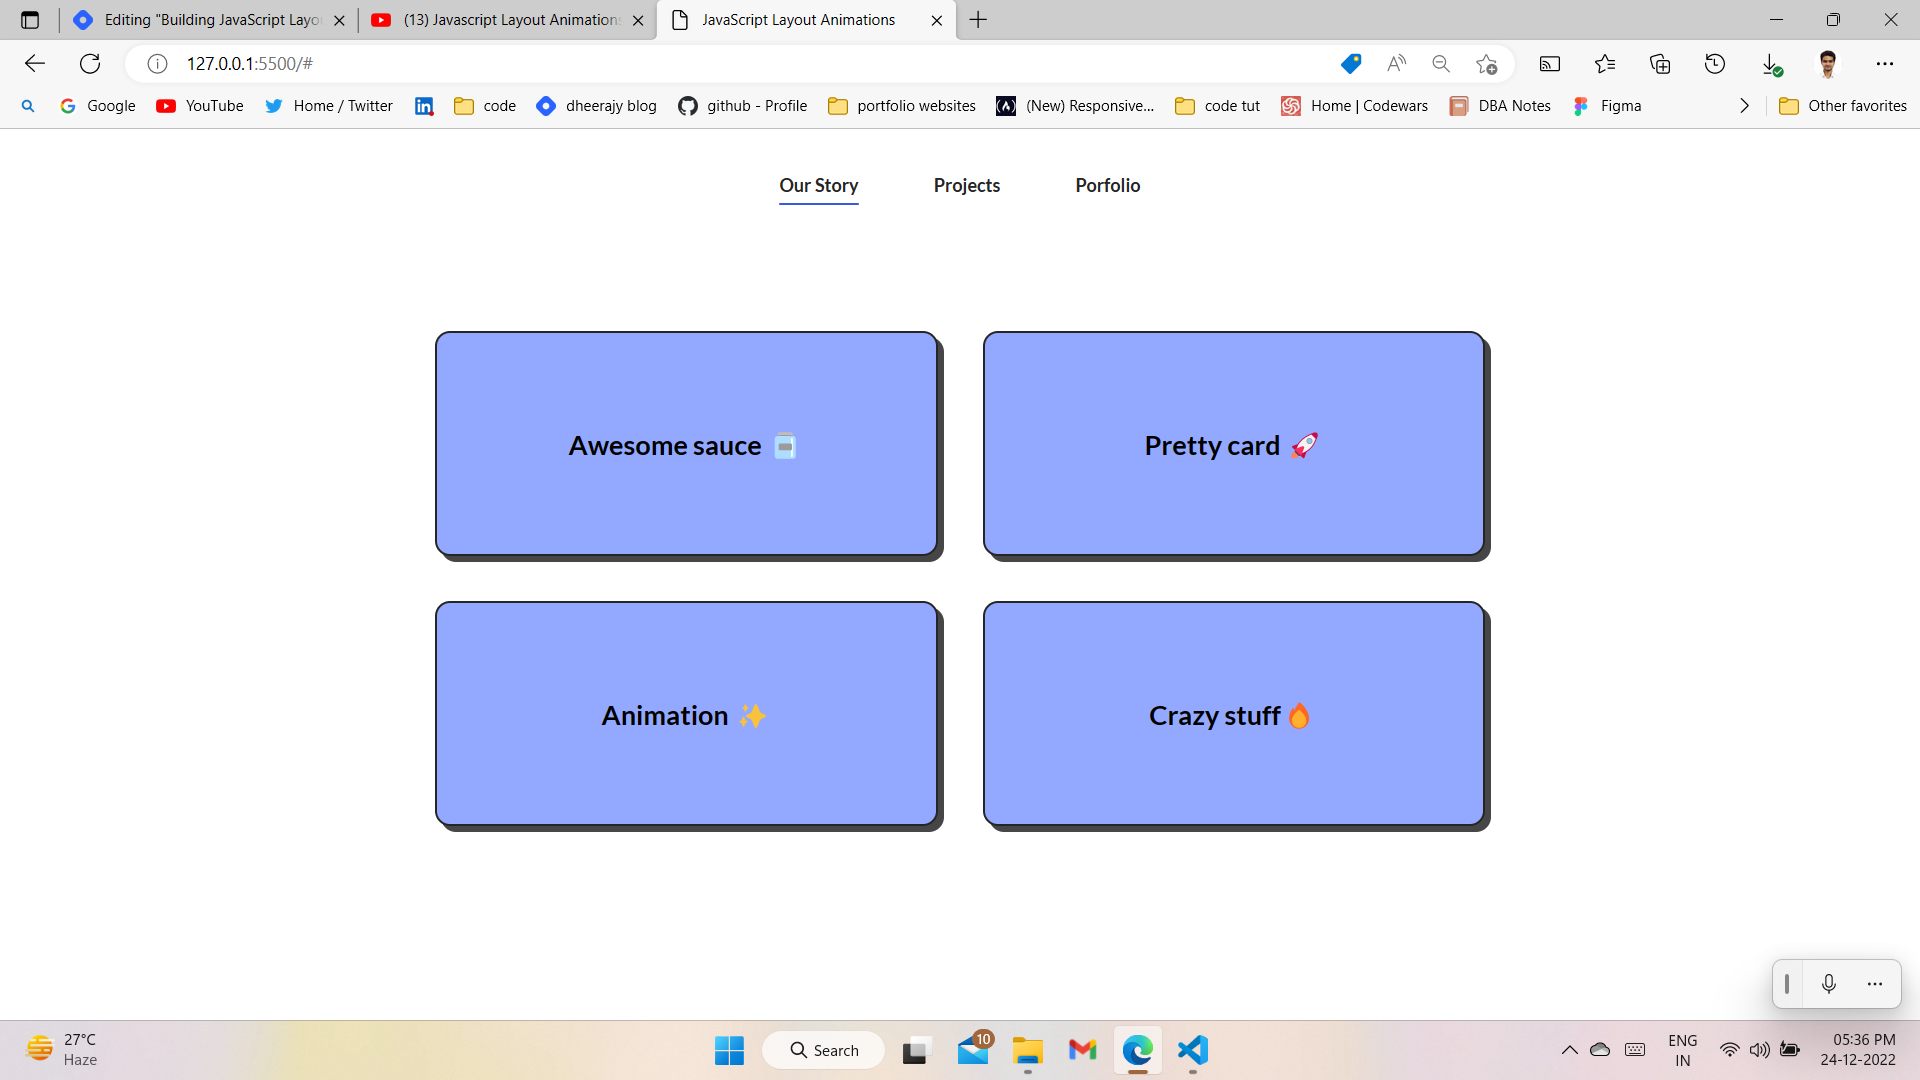 Editing "Building JavaScript Layo
(13) Javascript Layout Animations
JavaScript Layout Animations
127.0.0.1:5500/#
Google
YouTube
Home / Twitter
code
dheerajy blog
github - Profile
portfolio websites
(New) Responsive...
code tut
Home | Codewars
DBA Notes
Figma
Other favorites
Our Story
Projects
Porfolio
Awesome sauce
Pretty card 🚀
Animation ✨
Crazy stuff 🔥
27°C
Haze
Search
10
ENG
IN
05:36 PM
24-12-2022